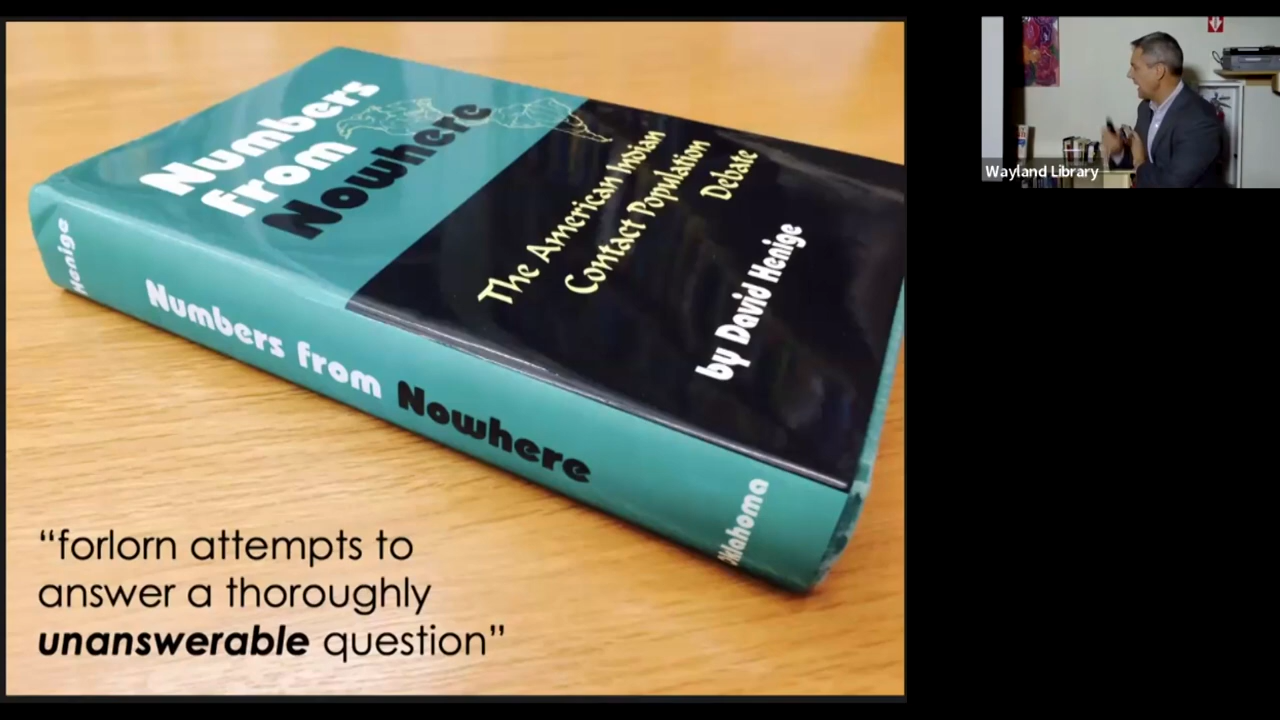 Numbers
from
Nowhere
The American Indian
Contact Population
Debate
by David Henige
Henige
Numbers from Nowhere
Oklahoma
“forlorn attempts to
answer a thoroughly
unanswerable question”
Wayland Library